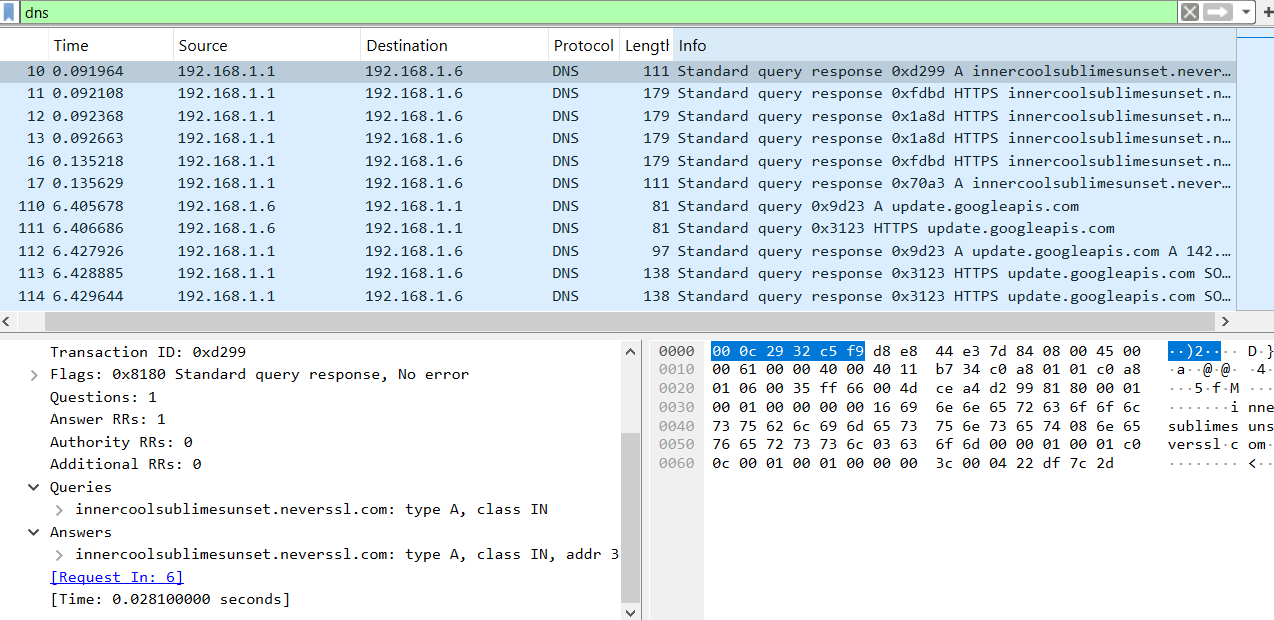 dns
Time Source Destination Protocol Length Info
10 0.091964 192.168.1.1 192.168.1.6 DNS 111 Standard query response 0xd299 A innercoolsublimesunset.never…
11 0.092108 192.168.1.1 192.168.1.6 DNS 179 Standard query response 0xfdbd HTTPS innercoolsublimesunset.n…
12 0.092368 192.168.1.1 192.168.1.6 DNS 179 Standard query response 0x1a8d HTTPS innercoolsublimesunset.n…
13 0.092663 192.168.1.1 192.168.1.6 DNS 179 Standard query response 0x1a8d HTTPS innercoolsublimesunset.n…
16 0.135218 192.168.1.1 192.168.1.6 DNS 179 Standard query response 0xfdbd HTTPS innercoolsublimesunset.n…
17 0.135629 192.168.1.1 192.168.1.6 DNS 111 Standard query response 0x70a3 A innercoolsublimesunset.never…
110 6.405678 192.168.1.6 192.168.1.1 DNS 81 Standard query 0x9d23 A update.googleapis.com
111 6.406686 192.168.1.6 192.168.1.1 DNS 81 Standard query 0x3123 HTTPS update.googleapis.com
112 6.427926 192.168.1.1 192.168.1.6 DNS 97 Standard query response 0x9d23 A update.googleapis.com A 142.…
113 6.428885 192.168.1.1 192.168.1.6 DNS 138 Standard query response 0x3123 HTTPS update.googleapis.com SO…
114 6.429644 192.168.1.1 192.168.1.6 DNS 138 Standard query response 0x3123 HTTPS update.googleapis.com SO…
Transaction ID: 0xd299
Flags: 0x8180 Standard query response, No error
Questions: 1
Answer RRs: 1
Authority RRs: 0
Additional RRs: 0
Queries
innercoolsublimesunset.neverssl.com: type A, class IN
Answers
innercoolsublimesunset.neverssl.com: type A, class IN, addr 3
[Request In: 6]
[Time: 0.028100000 seconds]
0000 00 0c 29 32 c5 f9 d8 e8 44 e3 7d 84 08 00 45 00 ··)2···· D·}
0010 00 61 00 00 40 00 40 11 b7 34 c0 a8 01 01 c0 a8 ·a··@·@· ·4
0020 01 06 00 35 ff 66 00 4d ce a4 d2 99 81 80 00 01 ···5·f·M ····
0030 00 01 00 00 00 00 16 69 6e 6e 65 72 63 6f 6f 6c ·······i nne
0040 73 75 62 6c 69 6d 65 73 75 6e 73 65 74 08 6e 65 sublimes uns
0050 76 65 72 73 73 6c 03 63 6f 6d 00 00 01 00 01 c0 verssl·c om·
0060 0c 00 01 00 01 00 00 00 3c 00 04 22 df 7c 2d ········ <··